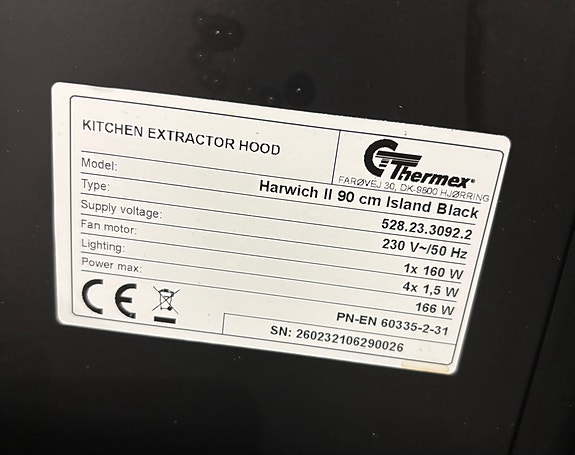 KITCHEN EXTRACTOR HOOD
Thermex®
FARØVEJ 30, DK-9800 HJØRRING
Model: Harwich II 90 cm Island Black
Type: 528.23.3092.2
Supply voltage: 230 V~/50 Hz
Fan motor: 1x 160 W
Lighting: 4x 1,5 W
Power max: 166 W
CE
PN-EN 60335-2-31
SN: 260232106290026